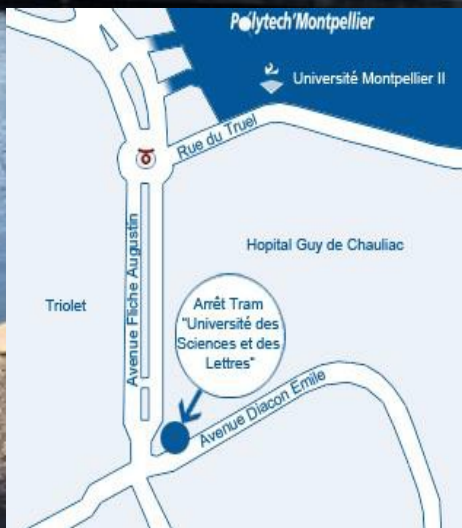 Polytech'Montpellier
Université Montpellier II
Rue du Truel
Hopital Guy de Chauliac
Avenue Fliche Augustin
Triolet
Arrêt Tram
"Université des
Sciences et des
Lettres"
Avenue Diacon Emile